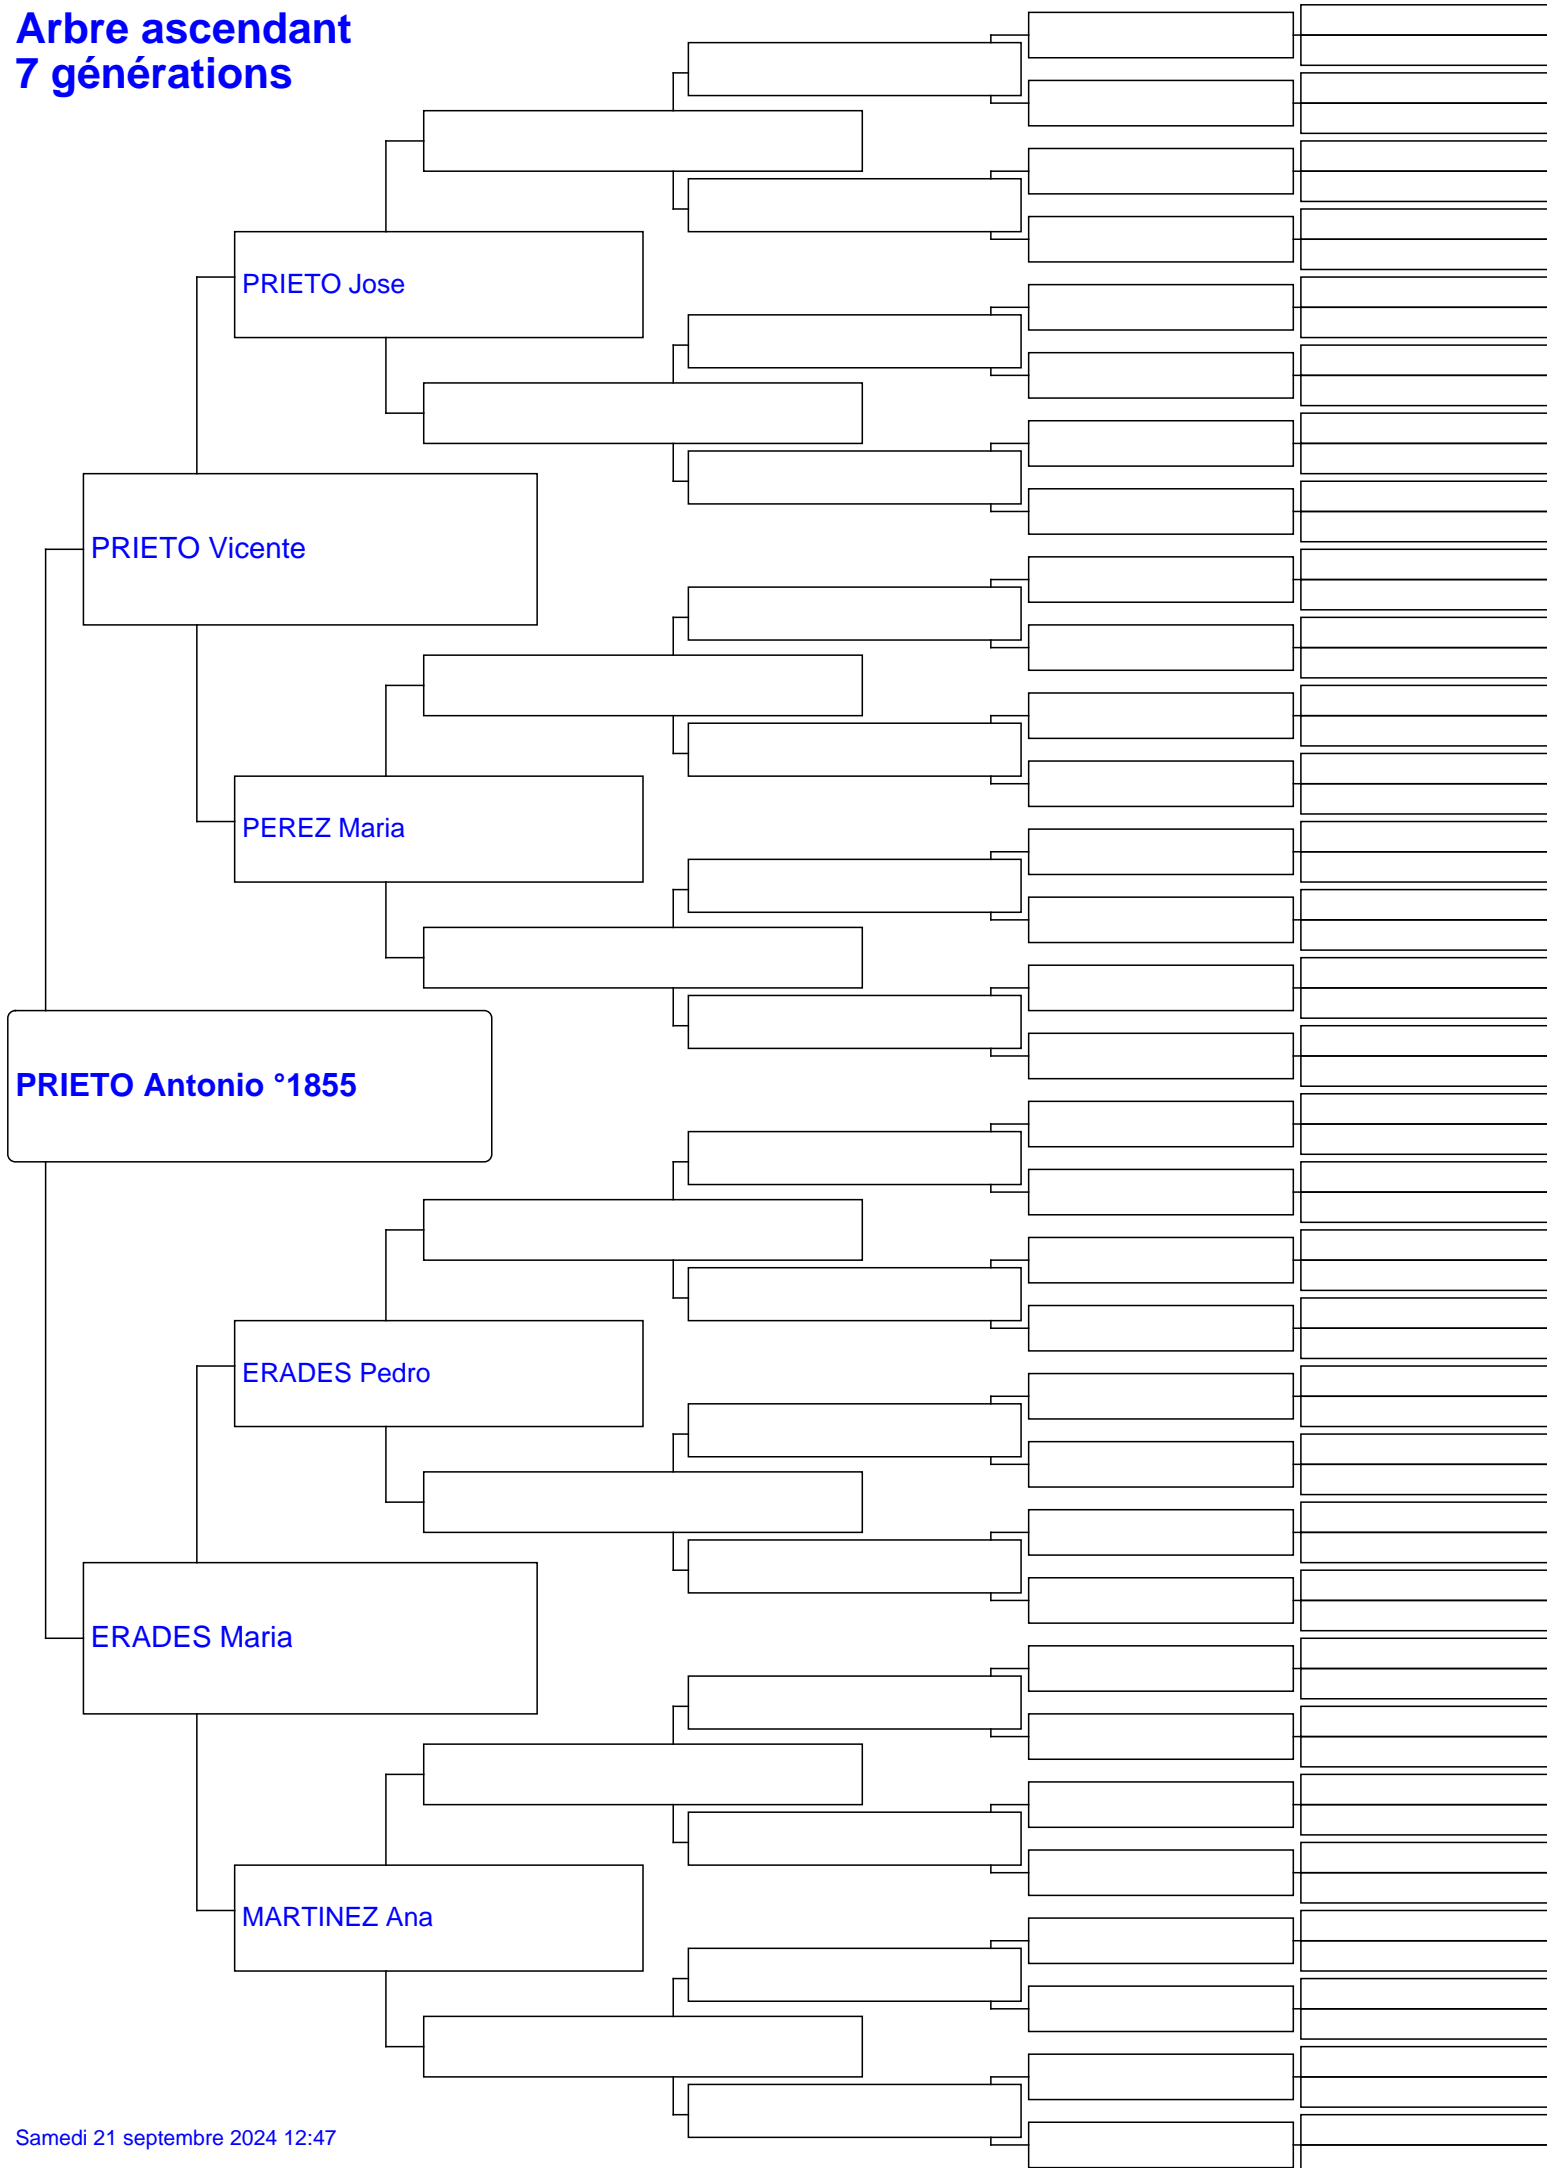 Arbre ascendant
7 générations
PRIETO Jose
PRIETO Vicente
PEREZ Maria
PRIETO Antonio °1855
ERADES Pedro
ERADES Maria
MARTINEZ Ana
Samedi 21 septembre 2024 12:47